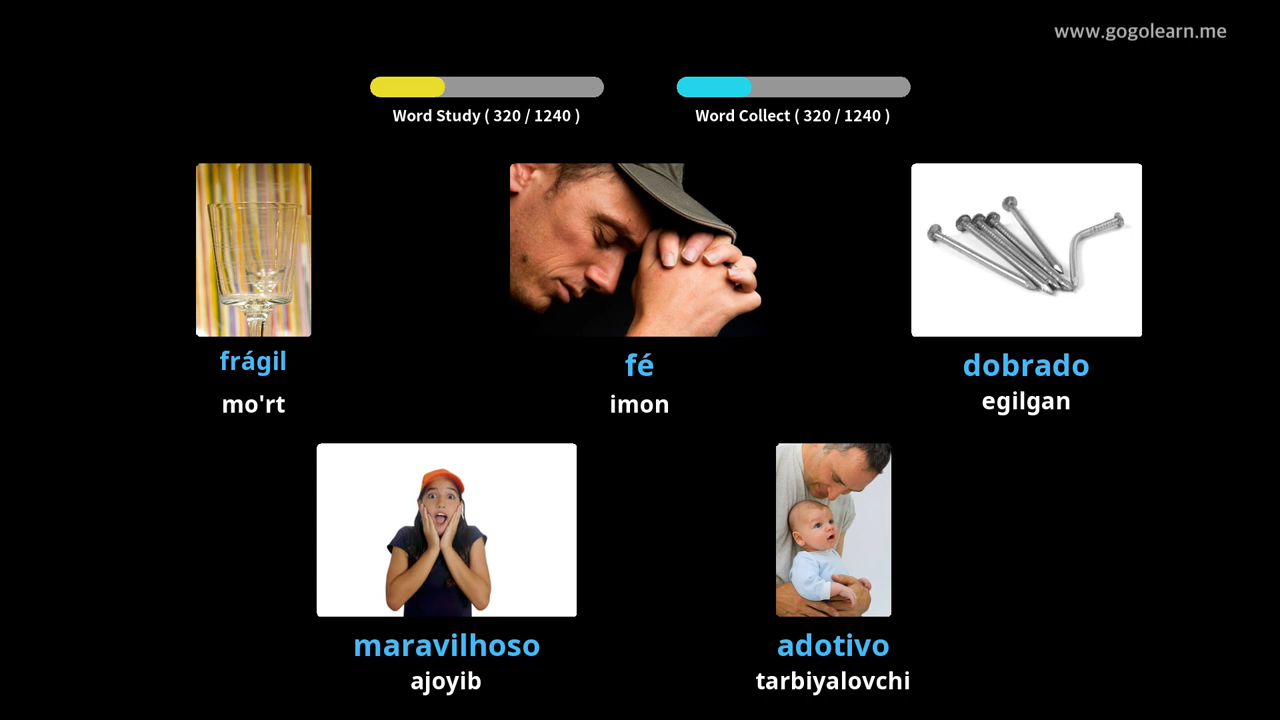 www.gogolearn.me
Word Study ( 320 / 1240 )
Word Collect ( 320 / 1240 )
frágil
mo'rt
fé
imon
dobrado
egilgan
maravilhoso
ajoyib
adotivo
tarbiyalovchi